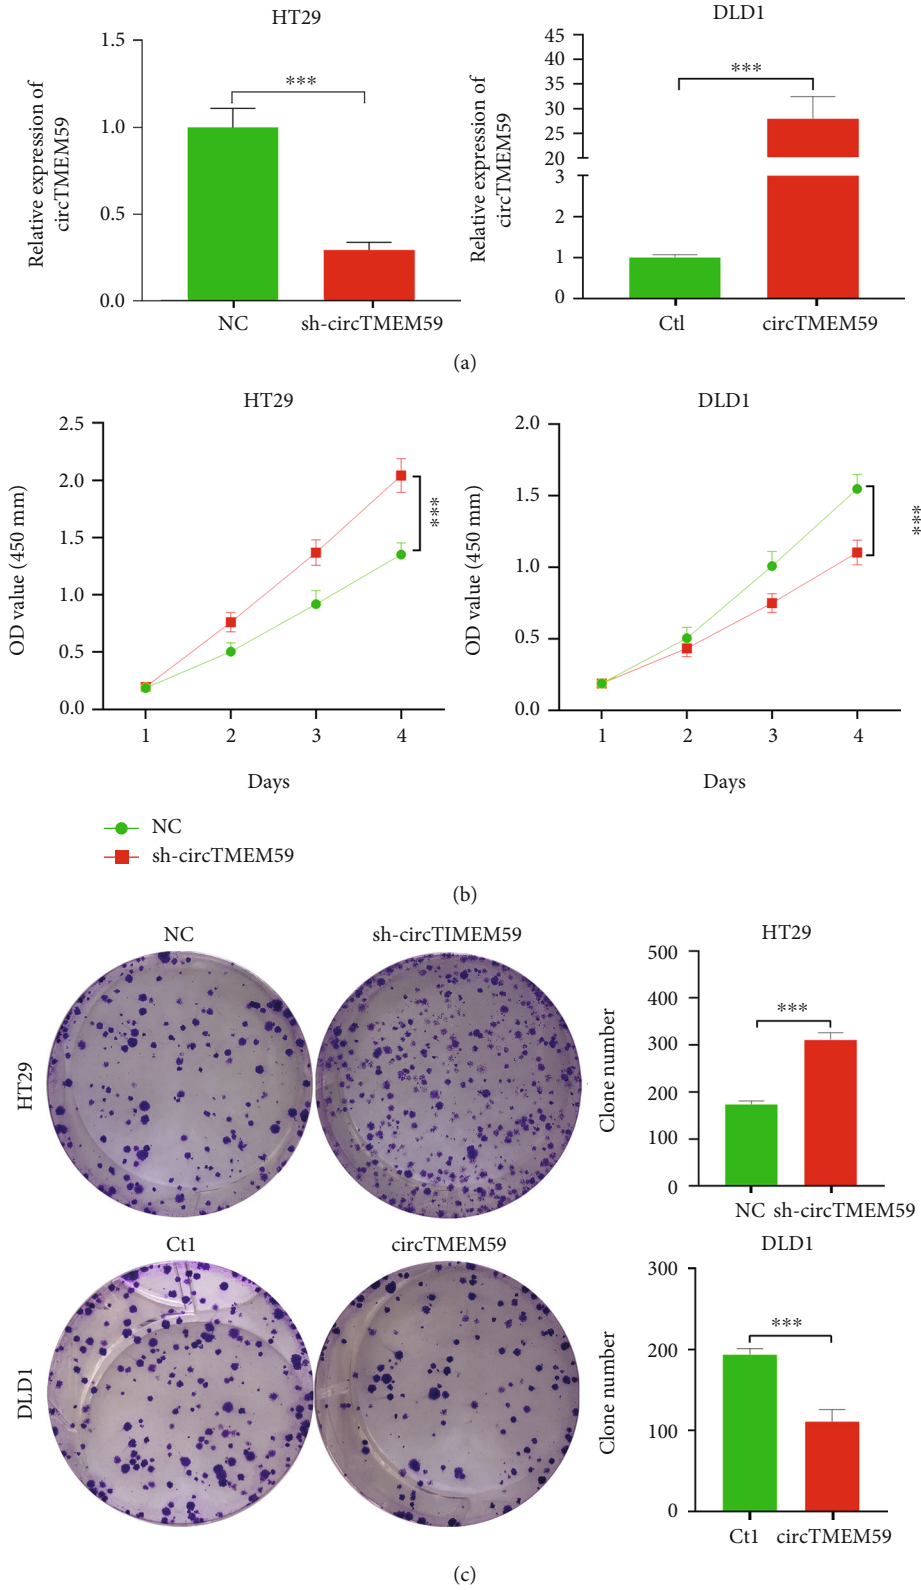 HT29
Relative expression of
circTMEM59
1.5
1.0
0.5
0.0
***
NC
sh-circTMEM59
DLD1
Relative expression of
circTMEM59
45
40
35
30
25
20
3
2
1
0
***
Ctl
circTMEM59
(a)
HT29
OD value (450 mm)
2.5
2.0
1.5
1.0
0.5
0.0
***
1 2 3 4
Days
DLD1
OD value (450 mm)
2.0
1.5
1.0
0.5
0.0
***
1 2 3 4
Days
NC
sh-circTMEM59
(b)
NC
sh-circTIMEM59
HT29
HT29
Clone number
500
400
300
200
100
0
***
NC sh-circTMEM59
Ct1
circTMEM59
DLD1
DLD1
Clone number
300
200
100
0
***
Ct1 circTMEM59
(c)